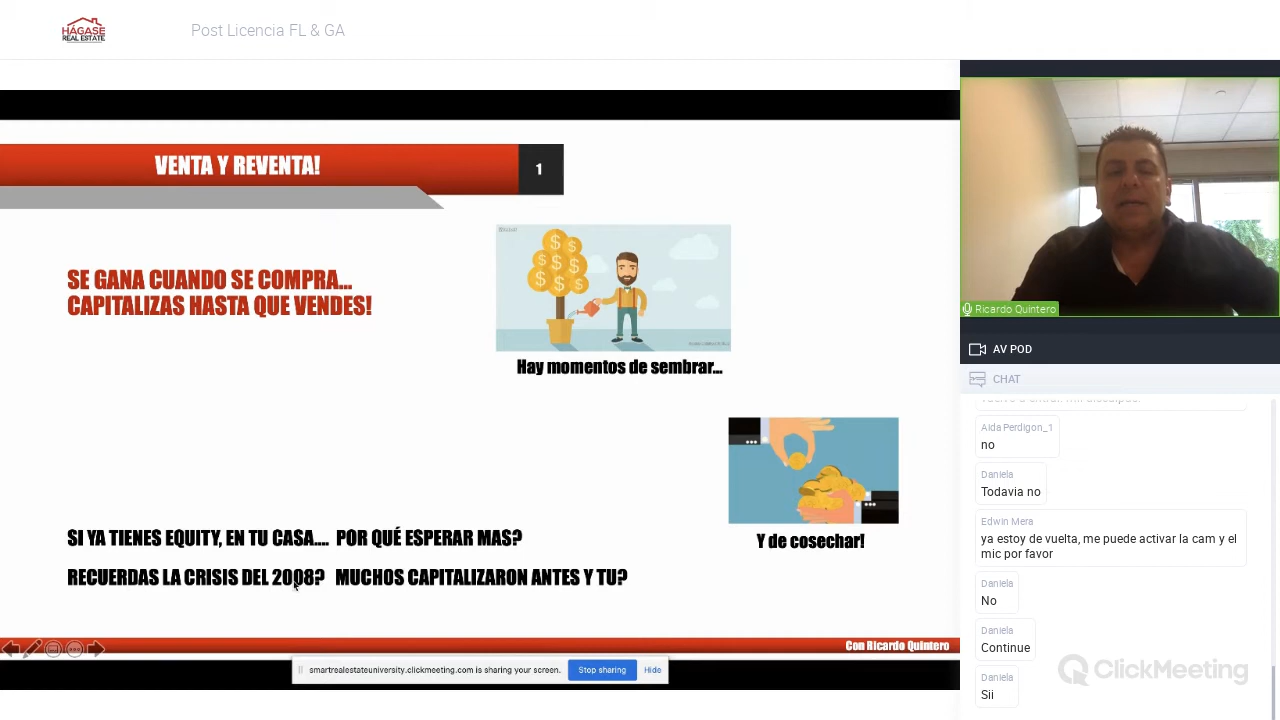 HÁGASE
REAL ESTATE
Post Licencia FL & GA
VENTA Y REVENTA!
1
SE GANA CUANDO SE COMPRA...
CAPITALIZAS HASTA QUE VENDES!
Hay momentos de sembrar...
Y de cosechar!
SI YA TIENES EQUITY, EN TU CASA.... POR QUÉ ESPERAR MAS?
RECUERDAS LA CRISIS DEL 2008? MUCHOS CAPITALIZARON ANTES Y TU?
Con Ricardo Quintero
smartrealestateuniversity.clickmeeting.com is sharing your screen.
Stop sharing
Hide
Ricardo Quintero
AV POD
CHAT
Aida Perdigon_1
no
Daniela
Todavia no
Edwin Mera
ya estoy de vuelta, me puede activar la cam y el
mic por favor
Daniela
No
Daniela
Continue
Daniela
Sii
ClickMeeting